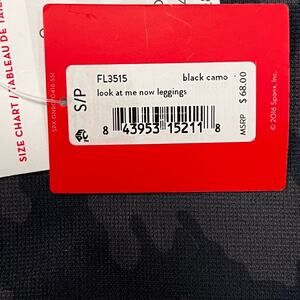 SIZE CHART / TABLEAU DE TAI
S/P
FL3515 black camo
look at me now leggings
8 43953 15211 8
MSRP $68.00
© 2016 Spanx, Inc.